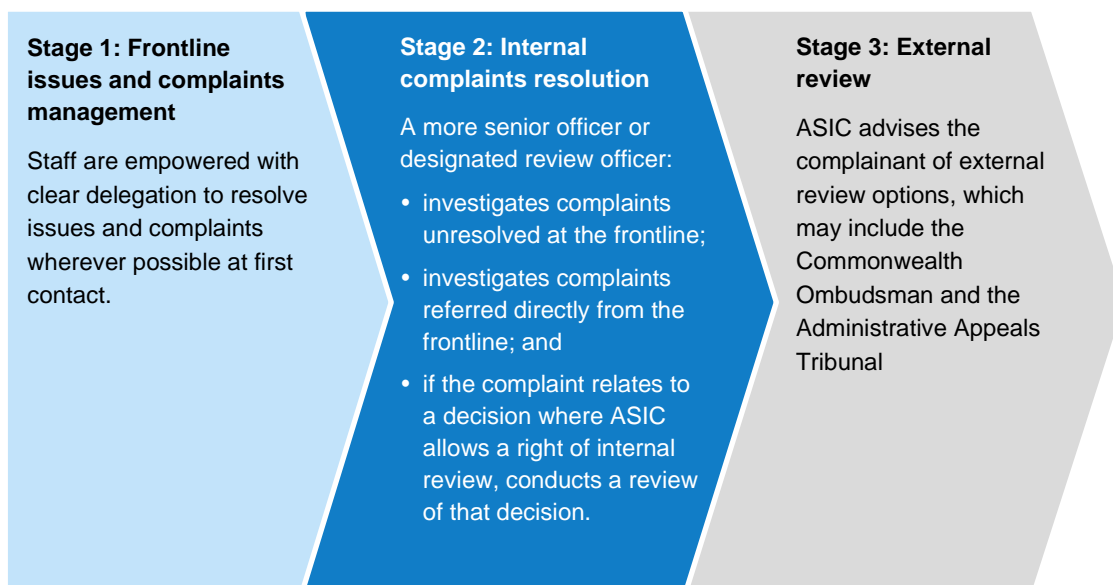 Stage 1: Frontline
issues and complaints
management
Staff are empowered with
clear delegation to resolve
issues and complaints
wherever possible at first
contact.
Stage 2: Internal
complaints resolution
A more senior officer or
designated review officer:
• investigates complaints
unresolved at the frontline;
• investigates complaints
referred directly from the
frontline; and
• if the complaint relates to
a decision where ASIC
allows a right of internal
review, conducts a review
of that decision.
Stage 3: External
review
ASIC advises the
complainant of external
review options, which
may include the
Commonwealth
Ombudsman and the
Administrative Appeals
Tribunal